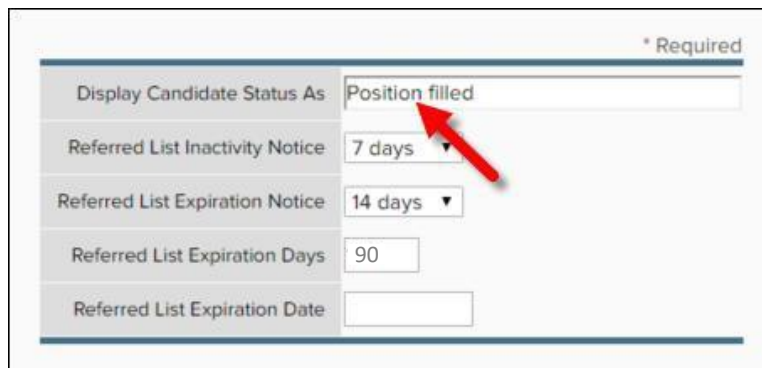 * Required
Display Candidate Status As Position filled
Referred List Inactivity Notice 7 days
Referred List Expiration Notice 14 days
Referred List Expiration Days 90
Referred List Expiration Date